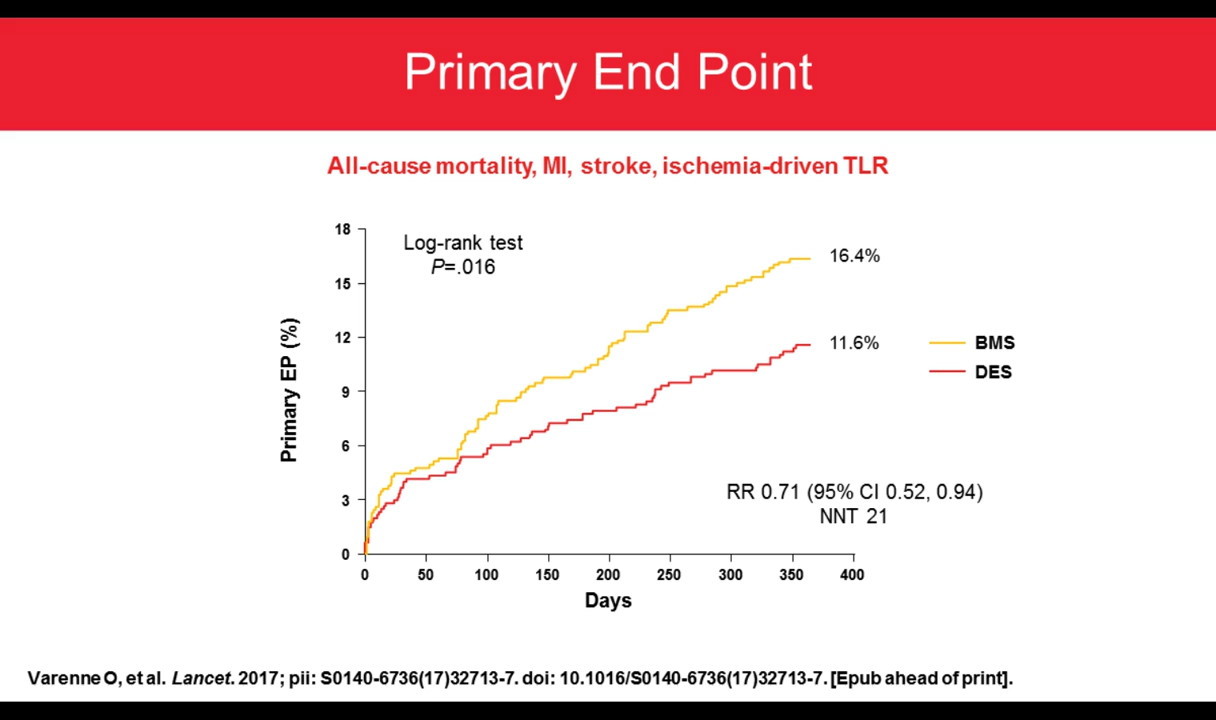 Primary End Point
All-cause mortality, MI, stroke, ischemia-driven TLR
Log-rank test
P=.016
Primary EP (%)
18
15
12
9
6
3
0
16.4%
11.6%
BMS
DES
RR 0.71 (95% CI 0.52, 0.94)
NNT 21
0 50 100 150 200 250 300 350 400
Days
Varenne O, et al. Lancet. 2017; pii: S0140-6736(17)32713-7. doi: 10.1016/S0140-6736(17)32713-7. [Epub ahead of print].